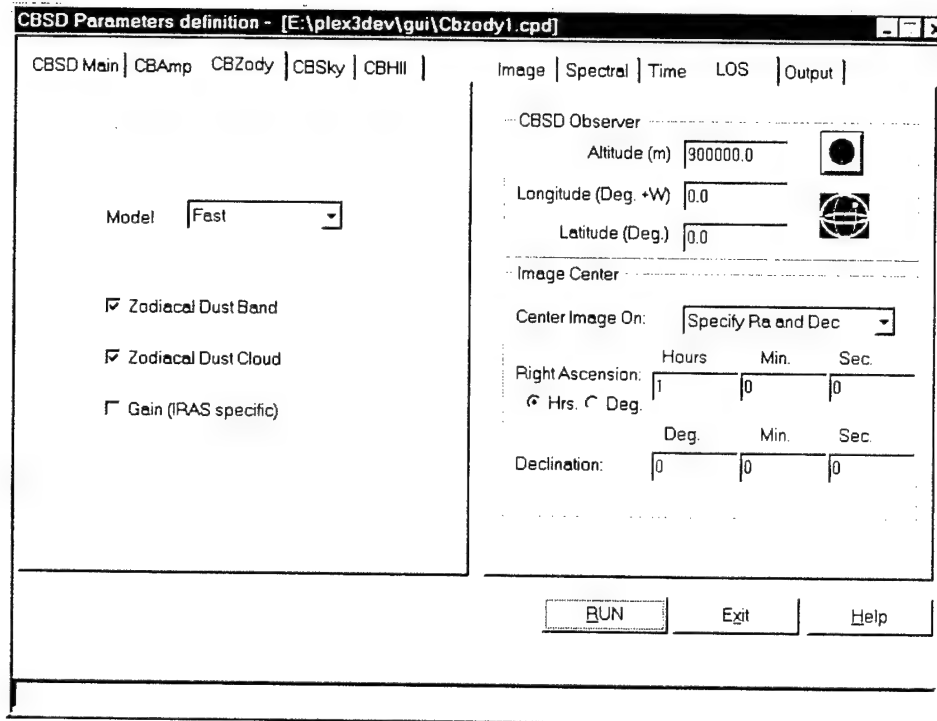 CBSD Parameters definition - [E:\plex3dev\gui\Cbzody1.cpd]
CBSD Main CBAmp CBZody CBSky CBHII
Image Spectral Time LOS Output
Model Fast
Zodiacal Dust Band
Zodiacal Dust Cloud
Gain (IRAS specific)
CBSD Observer
Altitude (m) 900000.0
Longitude (Deg. +W) 0.0
Latitude (Deg.) 0.0
Image Center
Center Image On: Specify Ra and Dec
Hours Min. Sec.
Right Ascension: 1 0 0
Hrs. Deg.
Deg. Min. Sec.
Declination: 0 0 0
RUN Exit Help